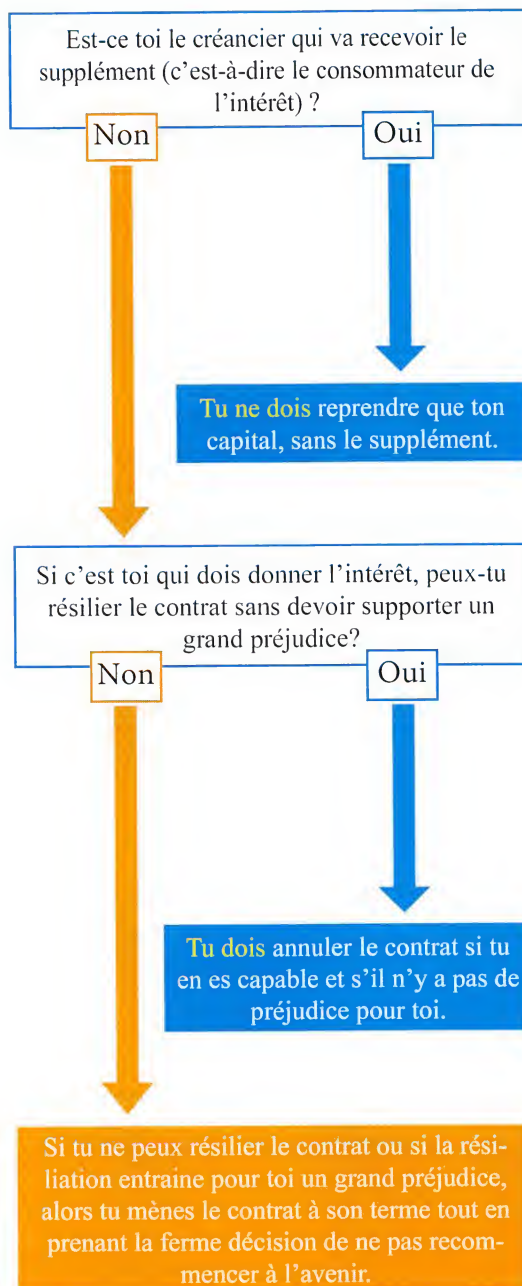 Est-ce toi le créancier qui va recevoir le
supplément (c'est-à-dire le consommateur de
l'intérêt) ?
Non
Oui
Tu ne dois reprendre que ton
capital, sans le supplément.
Si c'est toi qui dois donner l'intérêt, peux-tu
résilier le contrat sans devoir supporter un
grand préjudice?
Non
Oui
Tu dois annuler le contrat si tu
en es capable et s'il n'y a pas de
préjudice pour toi.
Si tu ne peux résilier le contrat ou si la rési-
liation entraine pour toi un grand préjudice,
alors tu mènes le contrat à son terme tout en
prenant la ferme décision de ne pas recom-
mencer à l'avenir.